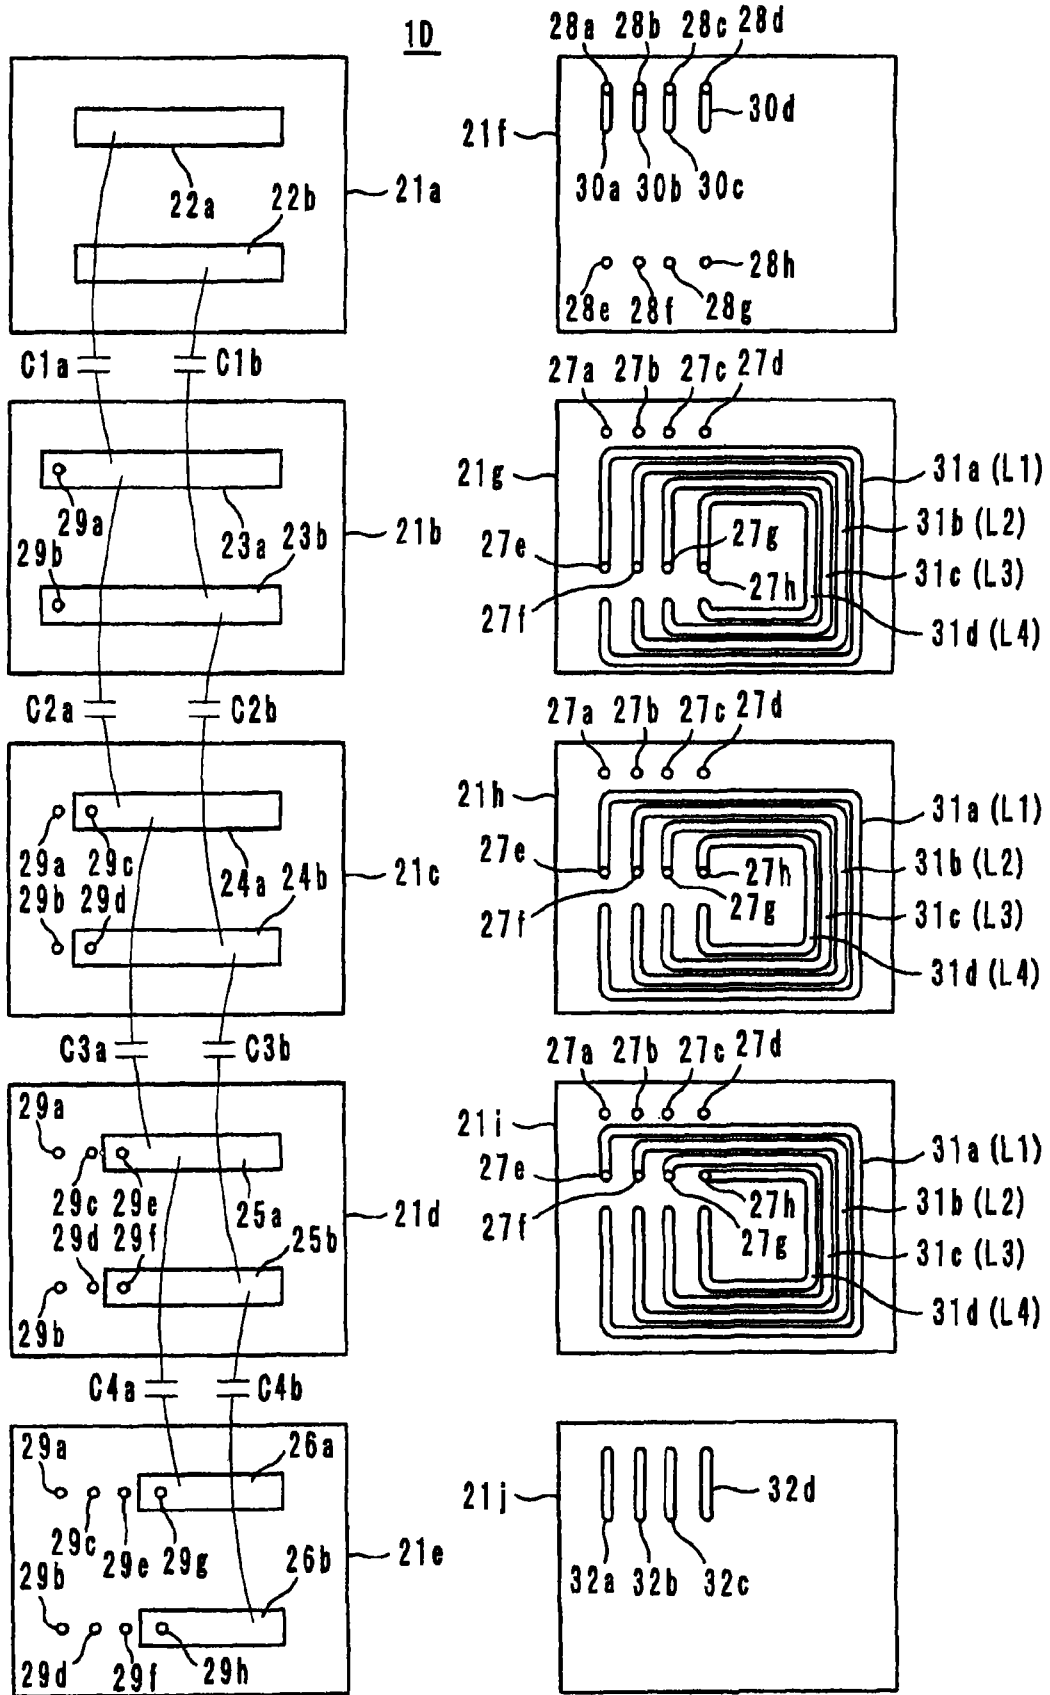 1D
22a
22b
21a
C1a
C1b
29a
23a
23b
29b
21b
C2a
C2b
29a
29c
24a
24b
29b
29d
21c
C3a
C3b
29a
29c
29e
25a
29d
29f
25b
29b
21d
C4a
C4b
29a
26a
29c
29e
29g
26b
29b
21e
29d
29f
29h
28a
28b
28c
28d
21f
30d
30a
30b
30c
28e
28f
28g
28h
27a
27b
27c
27d
21g
31a (L1)
27e
27g
31b (L2)
27f
27h
31c (L3)
31d (L4)
27a
27b
27c
27d
21h
31a (L1)
27e
27h
31b (L2)
27f
27g
31c (L3)
31d (L4)
27a
27b
27c
27d
21i
31a (L1)
27e
27h
31b (L2)
27f
27g
31c (L3)
31d (L4)
21j
32d
32a
32b
32c